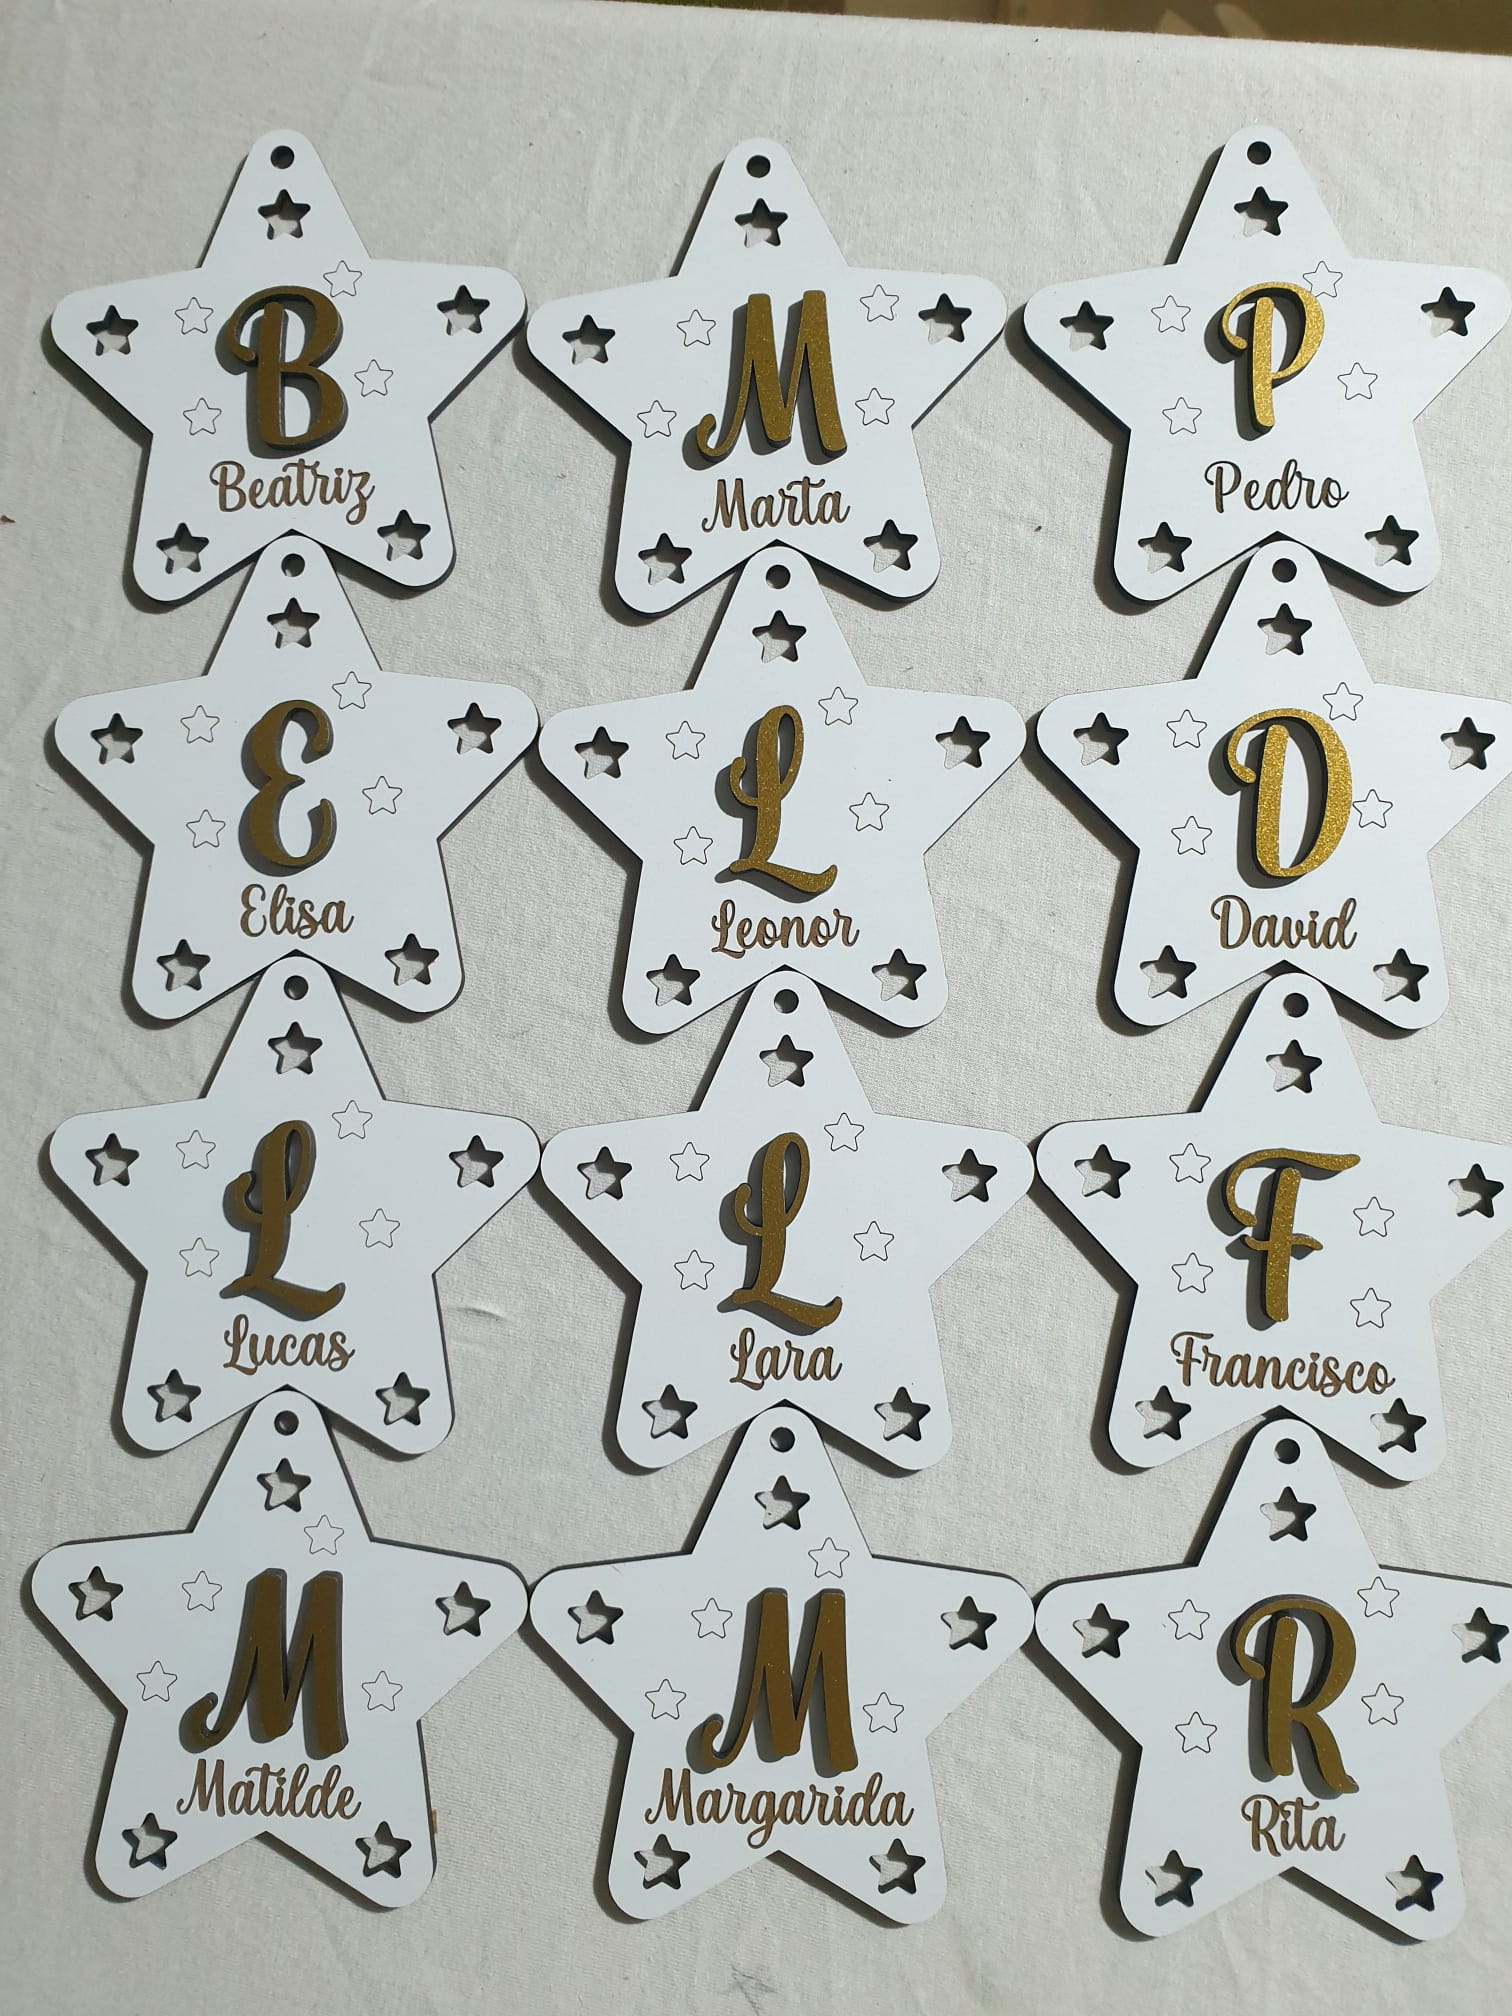 B
Beatriz
M
Marta
P
Pedro
E
Elisa
L
Leonor
D
David
L
Lucas
L
Lara
F
Francisco
M
Matilde
M
Margarida
R
Rita